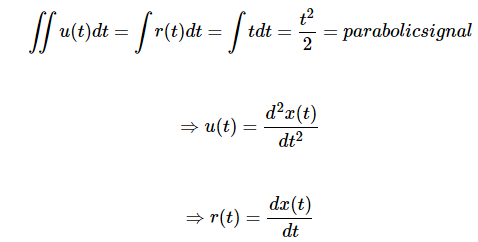 ∬ u(t)dt = ∫ r(t)dt = ∫ tdt = t²/2 = parabolicsignal
⇒ u(t) = d²x(t)/dt²
⇒ r(t) = dx(t)/dt